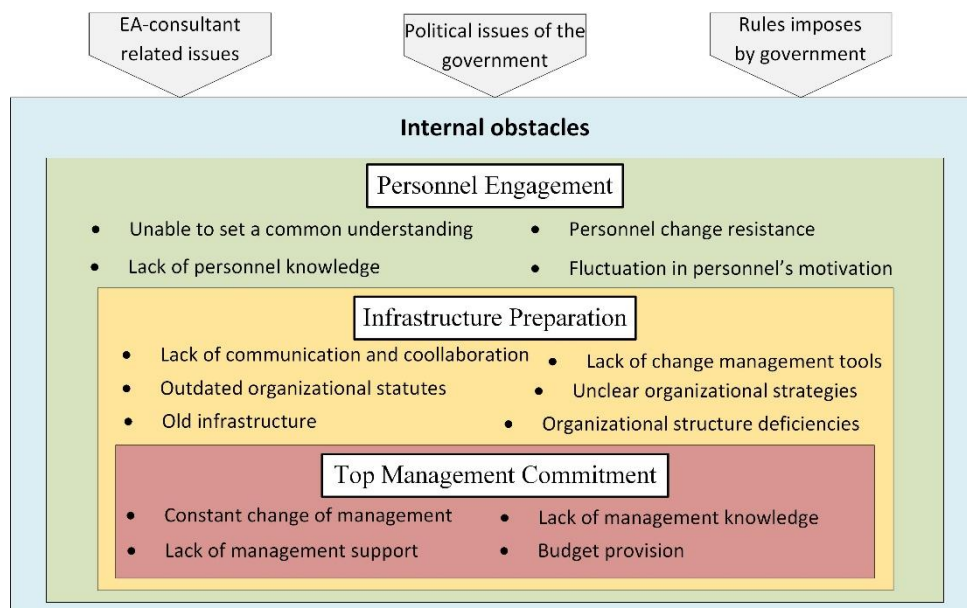 EA-consultant
related issues
Political issues of the
government
Rules imposes
by government
Internal obstacles
Personnel Engagement
• Unable to set a common understanding
• Personnel change resistance
• Lack of personnel knowledge
• Fluctuation in personnel's motivation
Infrastructure Preparation
• Lack of communication and coollaboration
• Lack of change management tools
• Outdated organizational statutes
• Unclear organizational strategies
• Old infrastructure
• Organizational structure deficiencies
Top Management Commitment
• Constant change of management
• Lack of management knowledge
• Lack of management support
• Budget provision